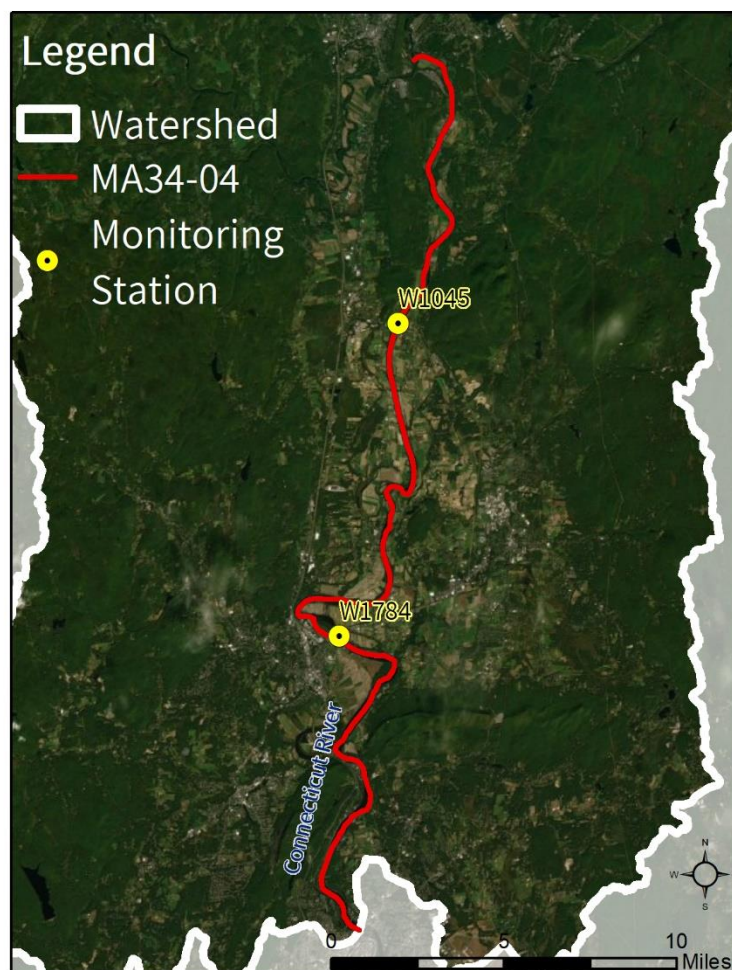 Legend
Watershed
MA34-04
Monitoring
Station
W1045
W1784
Connecticut River
N
W E
S
0 5 10
Miles